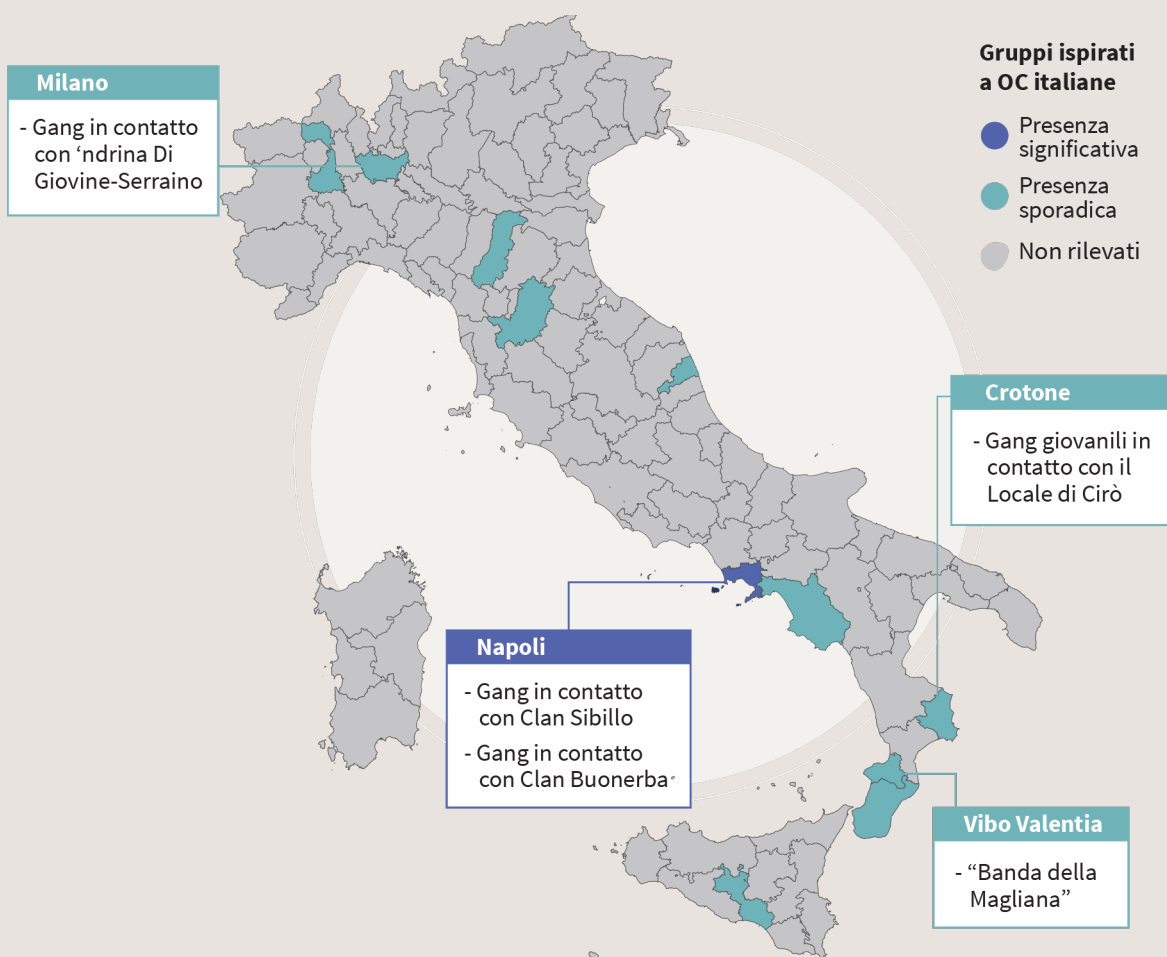 Gruppi ispirati
a OC italiane
Presenza
significativa
Presenza
sporadica
Non rilevati
Milano
- Gang in contatto
con ‘ndrina Di
Giovine-Serraino
Crotone
- Gang giovanili in
contatto con il
Locale di Cirò
Napoli
- Gang in contatto
con Clan Sibillo
- Gang in contatto
con Clan Buonerba
Vibo Valentia
- “Banda della
Magliana”